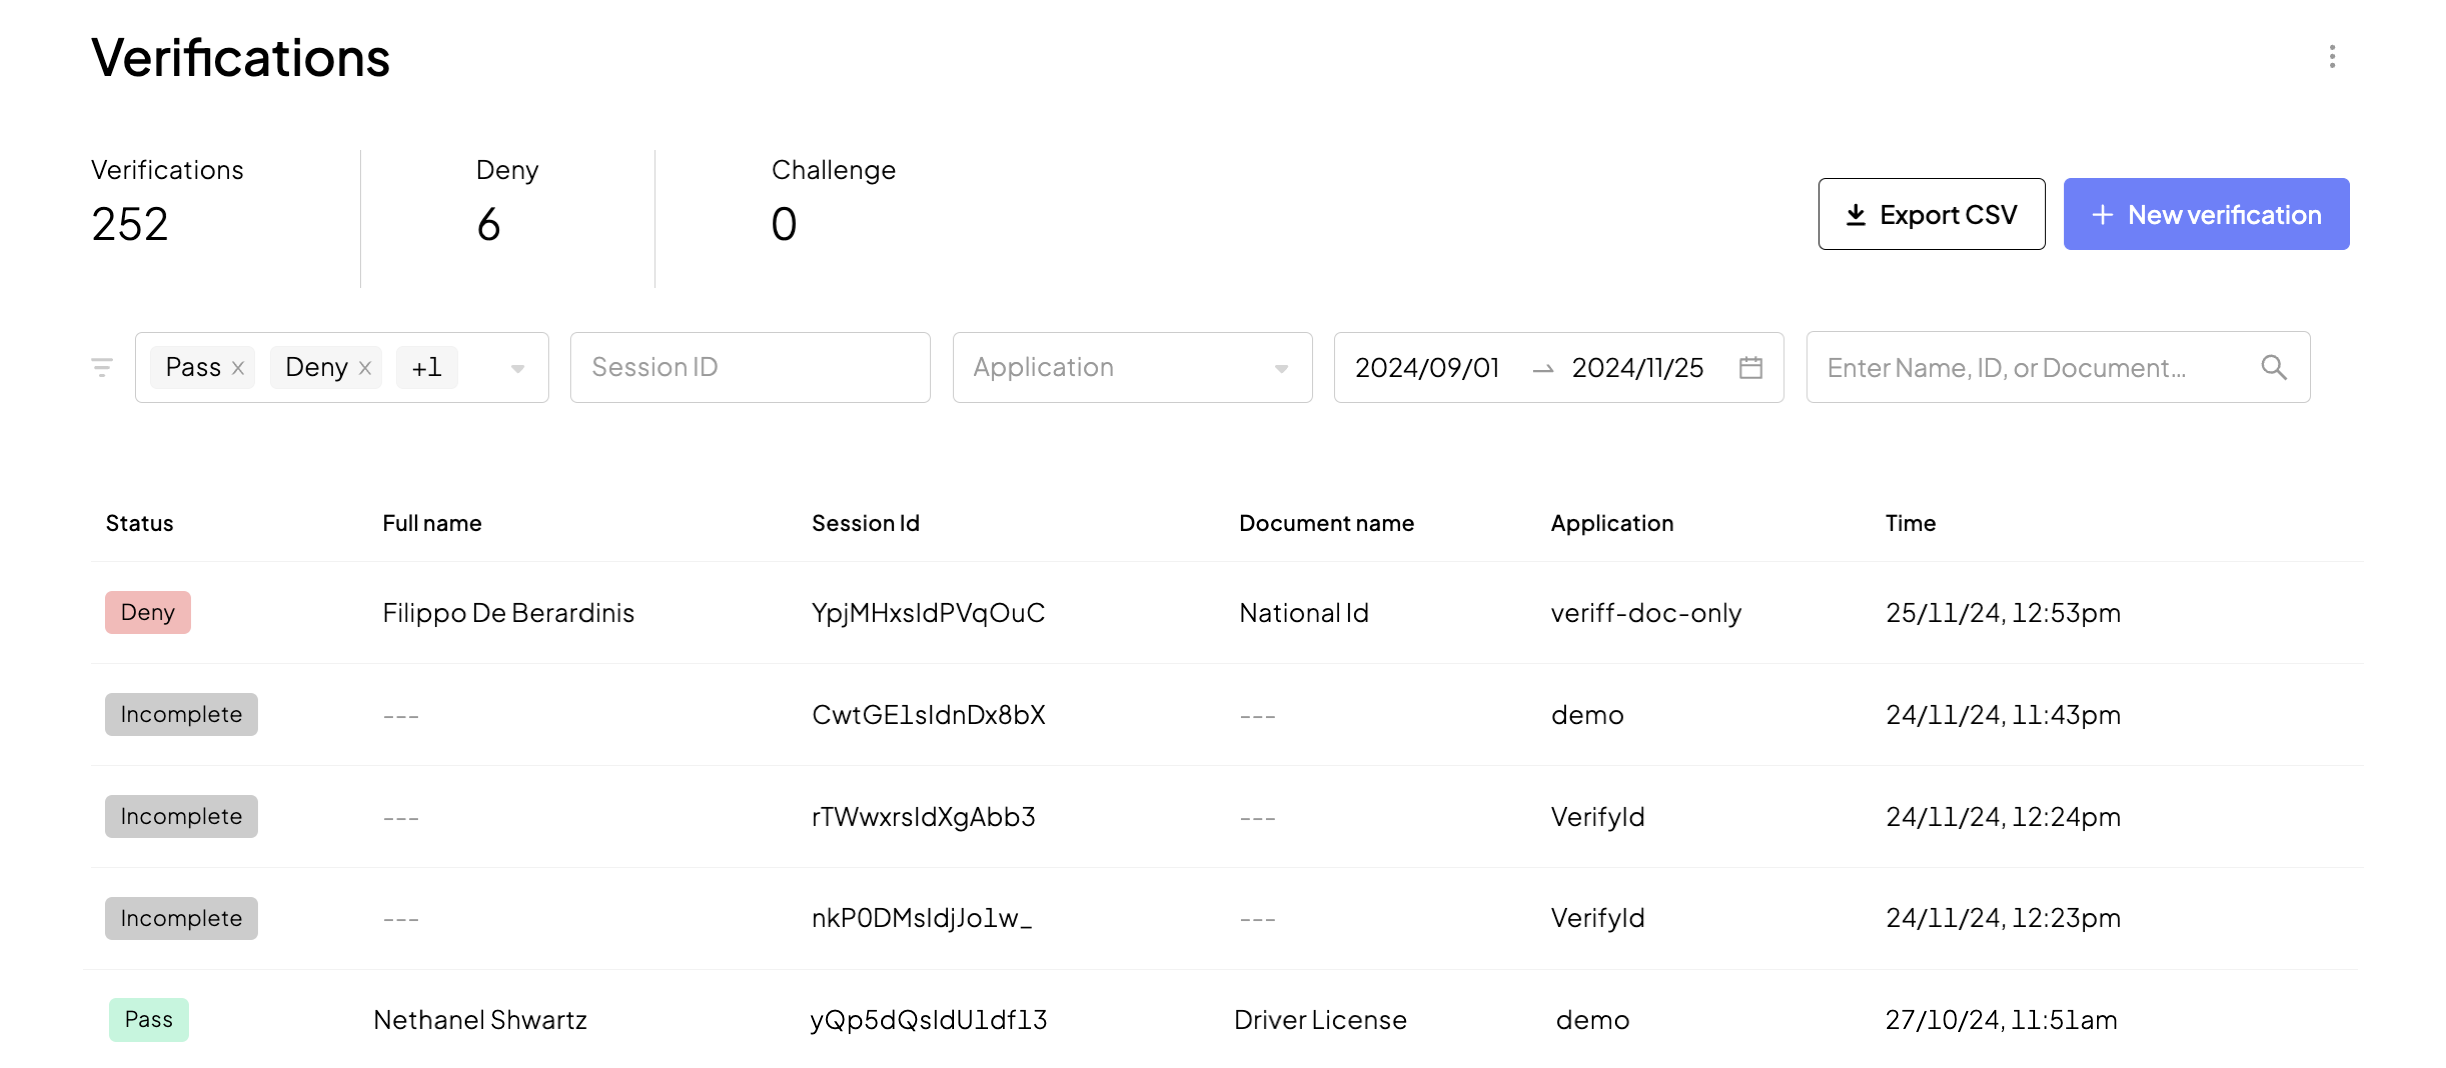 Verifications
Verifications Deny Challenge
252 6 0
Export CSV + New verification
Pass x Deny x +1 Session ID Application 2024/09/01 → 2024/11/25 Enter Name, ID, or Document...
Status Full name Session Id Document name Application Time
Deny Filippo De Berardinis YpjMHxsIdPVqOuC National Id veriff-doc-only 25/11/24, 12:53pm
Incomplete --- CwtGE1sIdnDx8bX --- demo 24/11/24, 11:43pm
Incomplete --- rTWwxrsIdXgAbb3 --- VerifyId 24/11/24, 12:24pm
Incomplete --- nkP0DMsIdjJo1w_ --- VerifyId 24/11/24, 12:23pm
Pass Nethanel Shwartz yQp5dQsIdU1df13 Driver License demo 27/10/24, 11:51am